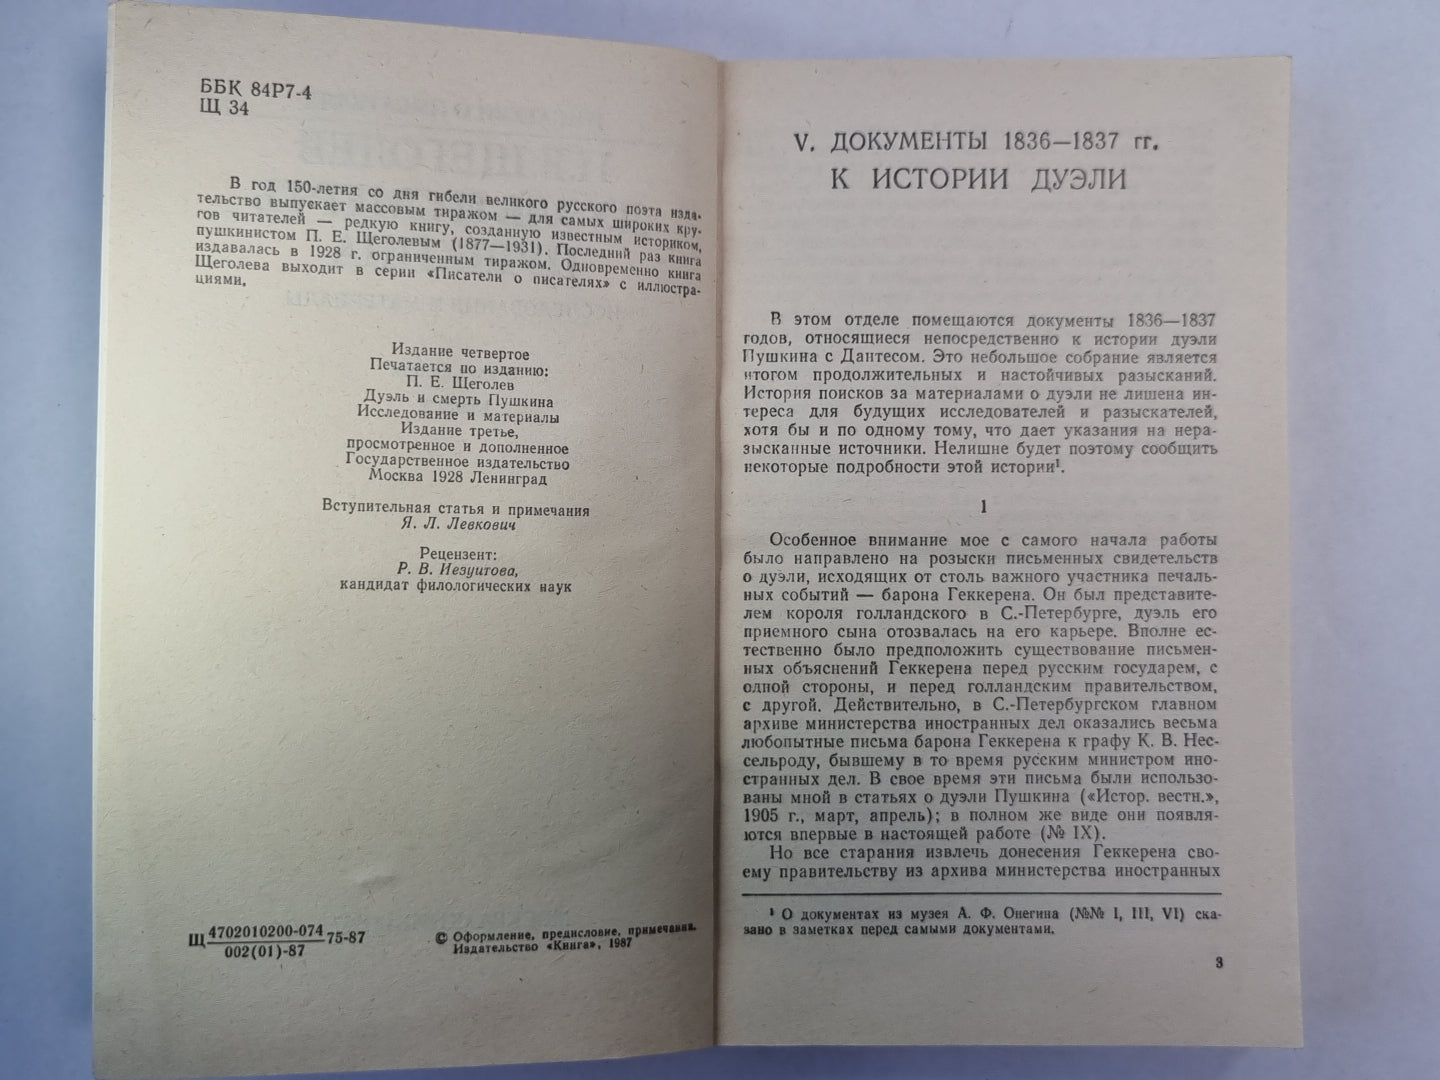 ББК 84Р7-4
Щ 34
В год 150-летия со дня гибели великого русского поэта изда-
тельство выпускает массовым тиражом — для самых широких кру-
гов читателей — редкую книгу, созданную известным историком,
пушкинистом П. Е. Щеголевым (1877—1931). Последний раз книга
издавалась в 1928 г. ограниченным тиражом. Одновременно книга
Щеголева выходит в серии «Писатели о писателях» с иллюстра-
циями.
Издание четвертое
Печатается по изданию:
П. Е. Щеголев
Дуэль и смерть Пушкина
Исследование и материалы
Издание третье,
просмотренное и дополненное
Государственное издательство
Москва 1928 Ленинград
Вступительная статья и примечания
Я. Л. Левкович
Рецензент:
Р. В. Иезуитова,
кандидат филологических наук
Щ 4702010200-074 75-87
002(01)-87
© Оформление, предисловие, примечания.
Издательство «Книга», 1987
V. ДОКУМЕНТЫ 1836—1837 гг.
К ИСТОРИИ ДУЭЛИ
В этом отделе помещаются документы 1836—1837
годов, относящиеся непосредственно к истории дуэли
Пушкина с Дантесом. Это небольшое собрание является
итогом продолжительных и настойчивых разысканий.
История поисков за материалами о дуэли не лишена ин-
тереса для будущих исследователей и разыскателей,
хотя бы и по одному тому, что дает указания на нера-
зысканные источники. Нелишне будет поэтому сообщить
некоторые подробности этой истории¹.
1
Особенное внимание мое с самого начала работы
было направлено на розыски письменных свидетельств
о дуэли, исходящих от столь важного участника печаль-
ных событий — барона Геккерена. Он был представите-
лем короля голландского в С.-Петербурге, дуэль его
приемного сына отозвалась на его карьере. Вполне ес-
тественно было предположить существование письмен-
ных объяснений Геккерена перед русским государем, с
одной стороны, и перед голландским правительством,
с другой. Действительно, в С.-Петербургском главном
архиве министерства иностранных дел оказались весьма
любопытные письма барона Геккерена к графу К. В. Нес-
сельроду, бывшему в то время русским министром ино-
странных дел. В свое время эти письма были использо-
ваны мной в статьях о дуэли Пушкина («Истор. вестн.»,
1905 г., март, апрель); в полном же виде они появля-
ются впервые в настоящей работе (№ IX).
Но все старания извлечь донесения Геккерена сво-
ему правительству из архива министерства иностранных
¹ О документах из музея А. Ф. Онегина (№№ I, III, VI) ска-
зано в заметках перед самыми документами.
3